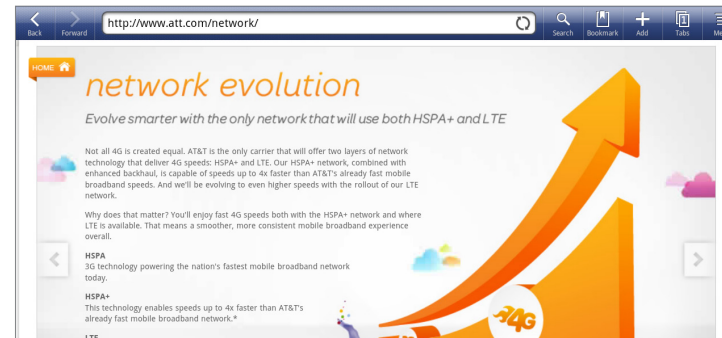 http://www.att.com/network/
Back
Forward
Search
Bookmark
Add
Tabs
HOME
network evolution
Evolve smarter with the only network that will use both HSPA+ and LTE
Not all 4G is created equal. AT&T is the only carrier that will offer two layers of network
technology that deliver 4G speeds: HSPA+ and LTE. Our HSPA+ network, combined with
enhanced backhaul, is capable of speeds up to 4x faster than AT&T's already fast mobile
broadband speeds. And we'll be evolving to even higher speeds with the rollout of our LTE
network.
Why does that matter? You'll enjoy fast 4G speeds both with the HSPA+ network and where
LTE is available. That means a smoother, more consistent mobile broadband experience
overall.
HSPA
3G technology powering the nation's fastest mobile broadband network
today.
HSPA+
This technology enables speeds up to 4x faster than AT&T's
already fast mobile broadband network.*
LTE
4G